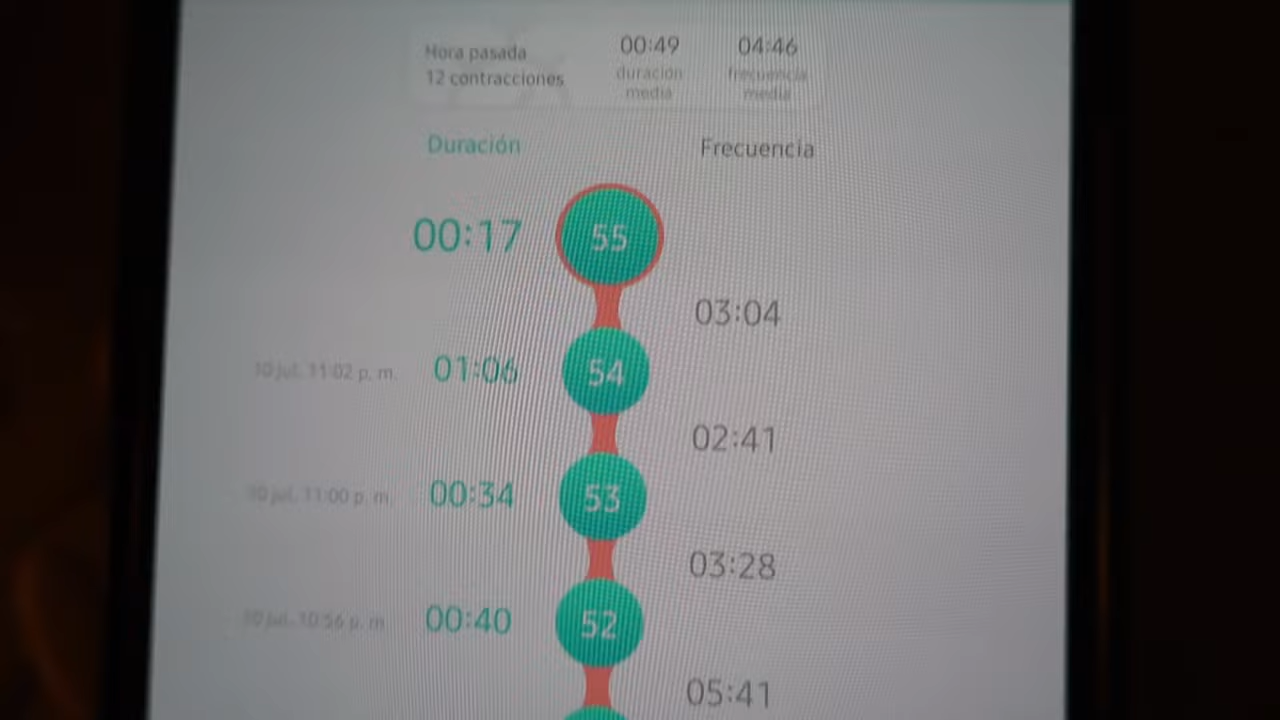 Hora pasada
12 contracciones
00:49
duración
media
04:46
frecuencia
media
Duración
Frecuencia
00:17
55
03:04
10 jul. 11:02 p. m.
01:06
54
02:41
10 jul. 11:00 p. m.
00:34
53
03:28
10 jul. 10:56 p. m.
00:40
52
05:41